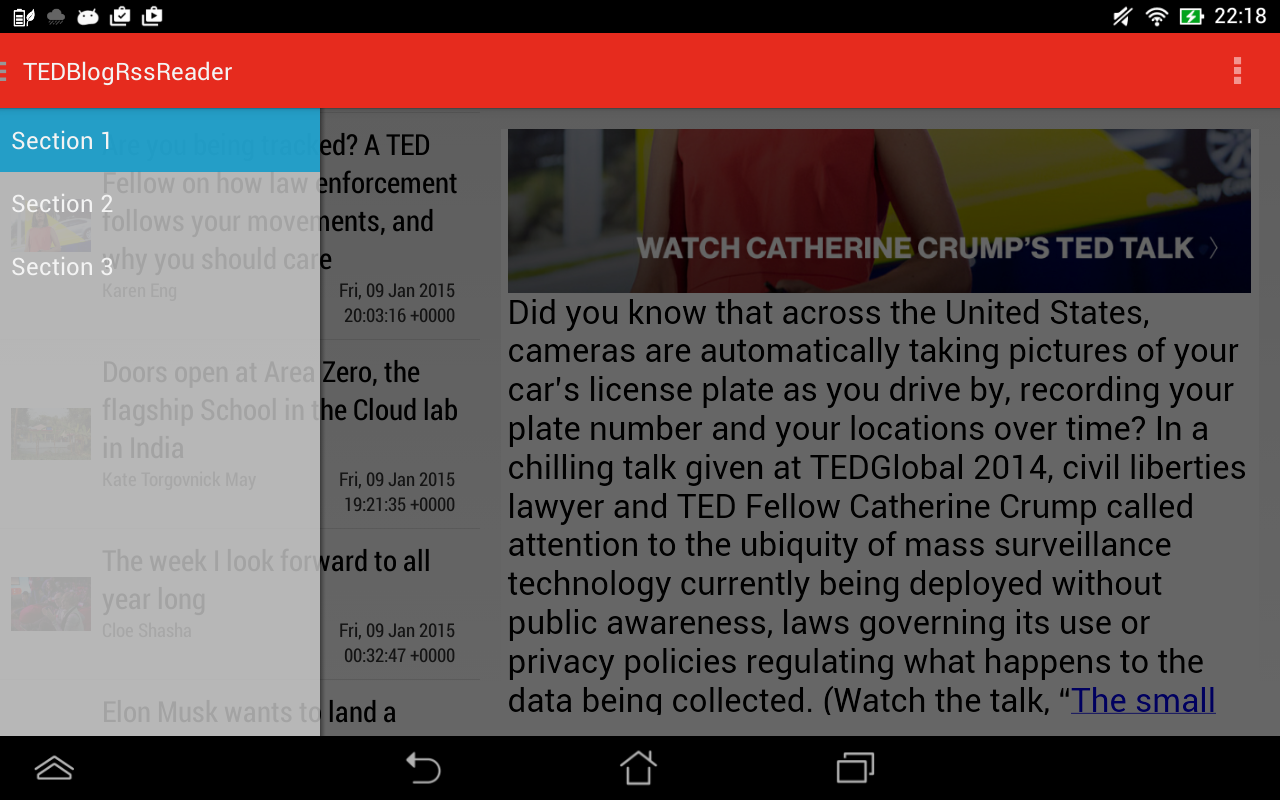 22:18
TEDBlogRssReader
Section 1
Section 2
Section 3
Are you being tracked? A TED
Fellow on how law enforcement
follows your movements, and
why you should care
Karen Eng
Fri, 09 Jan 2015
20:03:16 +0000
Doors open at Area Zero, the
flagship School in the Cloud lab
in India
Kate Torgovnick May
Fri, 09 Jan 2015
19:21:35 +0000
The week I look forward to all
year long
Cloe Shasha
Fri, 09 Jan 2015
00:32:47 +0000
Elon Musk wants to land a
WATCH CATHERINE CRUMP'S TED TALK
Did you know that across the United States,
cameras are automatically taking pictures of your
car's license plate as you drive by, recording your
plate number and your locations over time? In a
chilling talk given at TEDGlobal 2014, civil liberties
lawyer and TED Fellow Catherine Crump called
attention to the ubiquity of mass surveillance
technology currently being deployed without
public awareness, laws governing its use or
privacy policies regulating what happens to the
data being collected. (Watch the talk, “The small